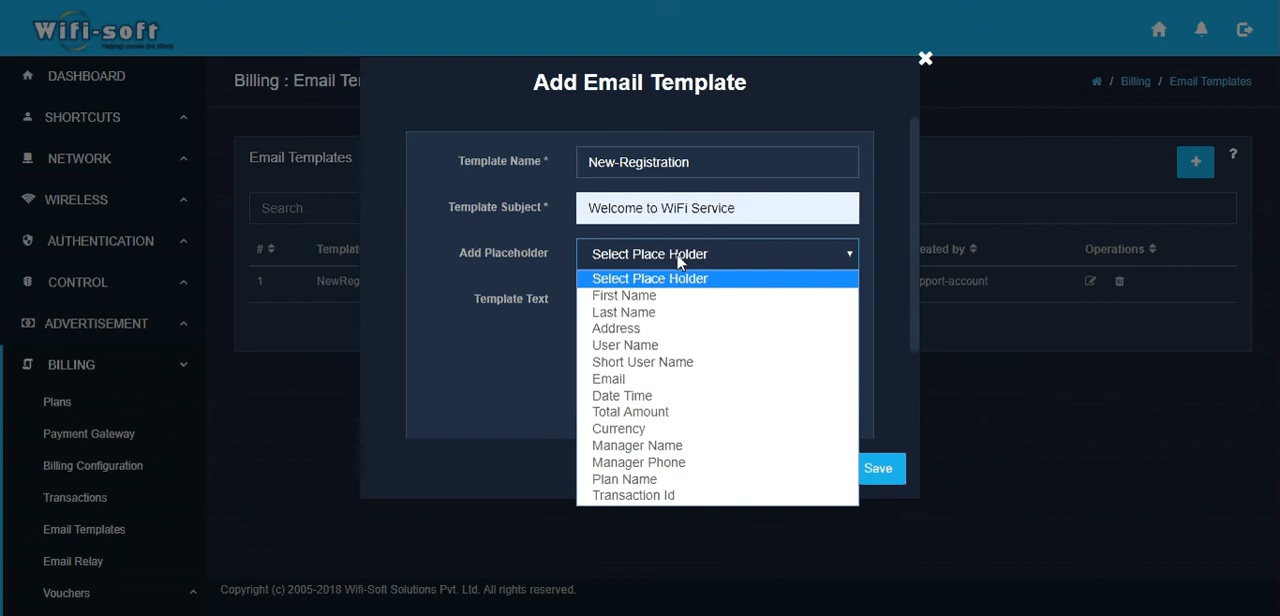 Wifi-soft
Helping unwire the World
DASHBOARD
SHORTCUTS
NETWORK
WIRELESS
AUTHENTICATION
CONTROL
ADVERTISEMENT
BILLING
Plans
Payment Gateway
Billing Configuration
Transactions
Email Templates
Email Relay
Vouchers
Billing : Email Te
/ Billing / Email Templates
Email Templates
?
Search...
# Templat
eated by Operations
1 NewReg
pport-account
Add Email Template
Template Name * New-Registration
Template Subject * Welcome to WiFi Service
Add Placeholder Select Place Holder
Template Text
Select Place Holder
First Name
Last Name
Address
User Name
Short User Name
Email
Date Time
Total Amount
Currency
Manager Name
Manager Phone
Plan Name
Transaction Id
Save
Copyright (c) 2005-2018 Wifi-Soft Solutions Pvt. Ltd. All rights reserved.